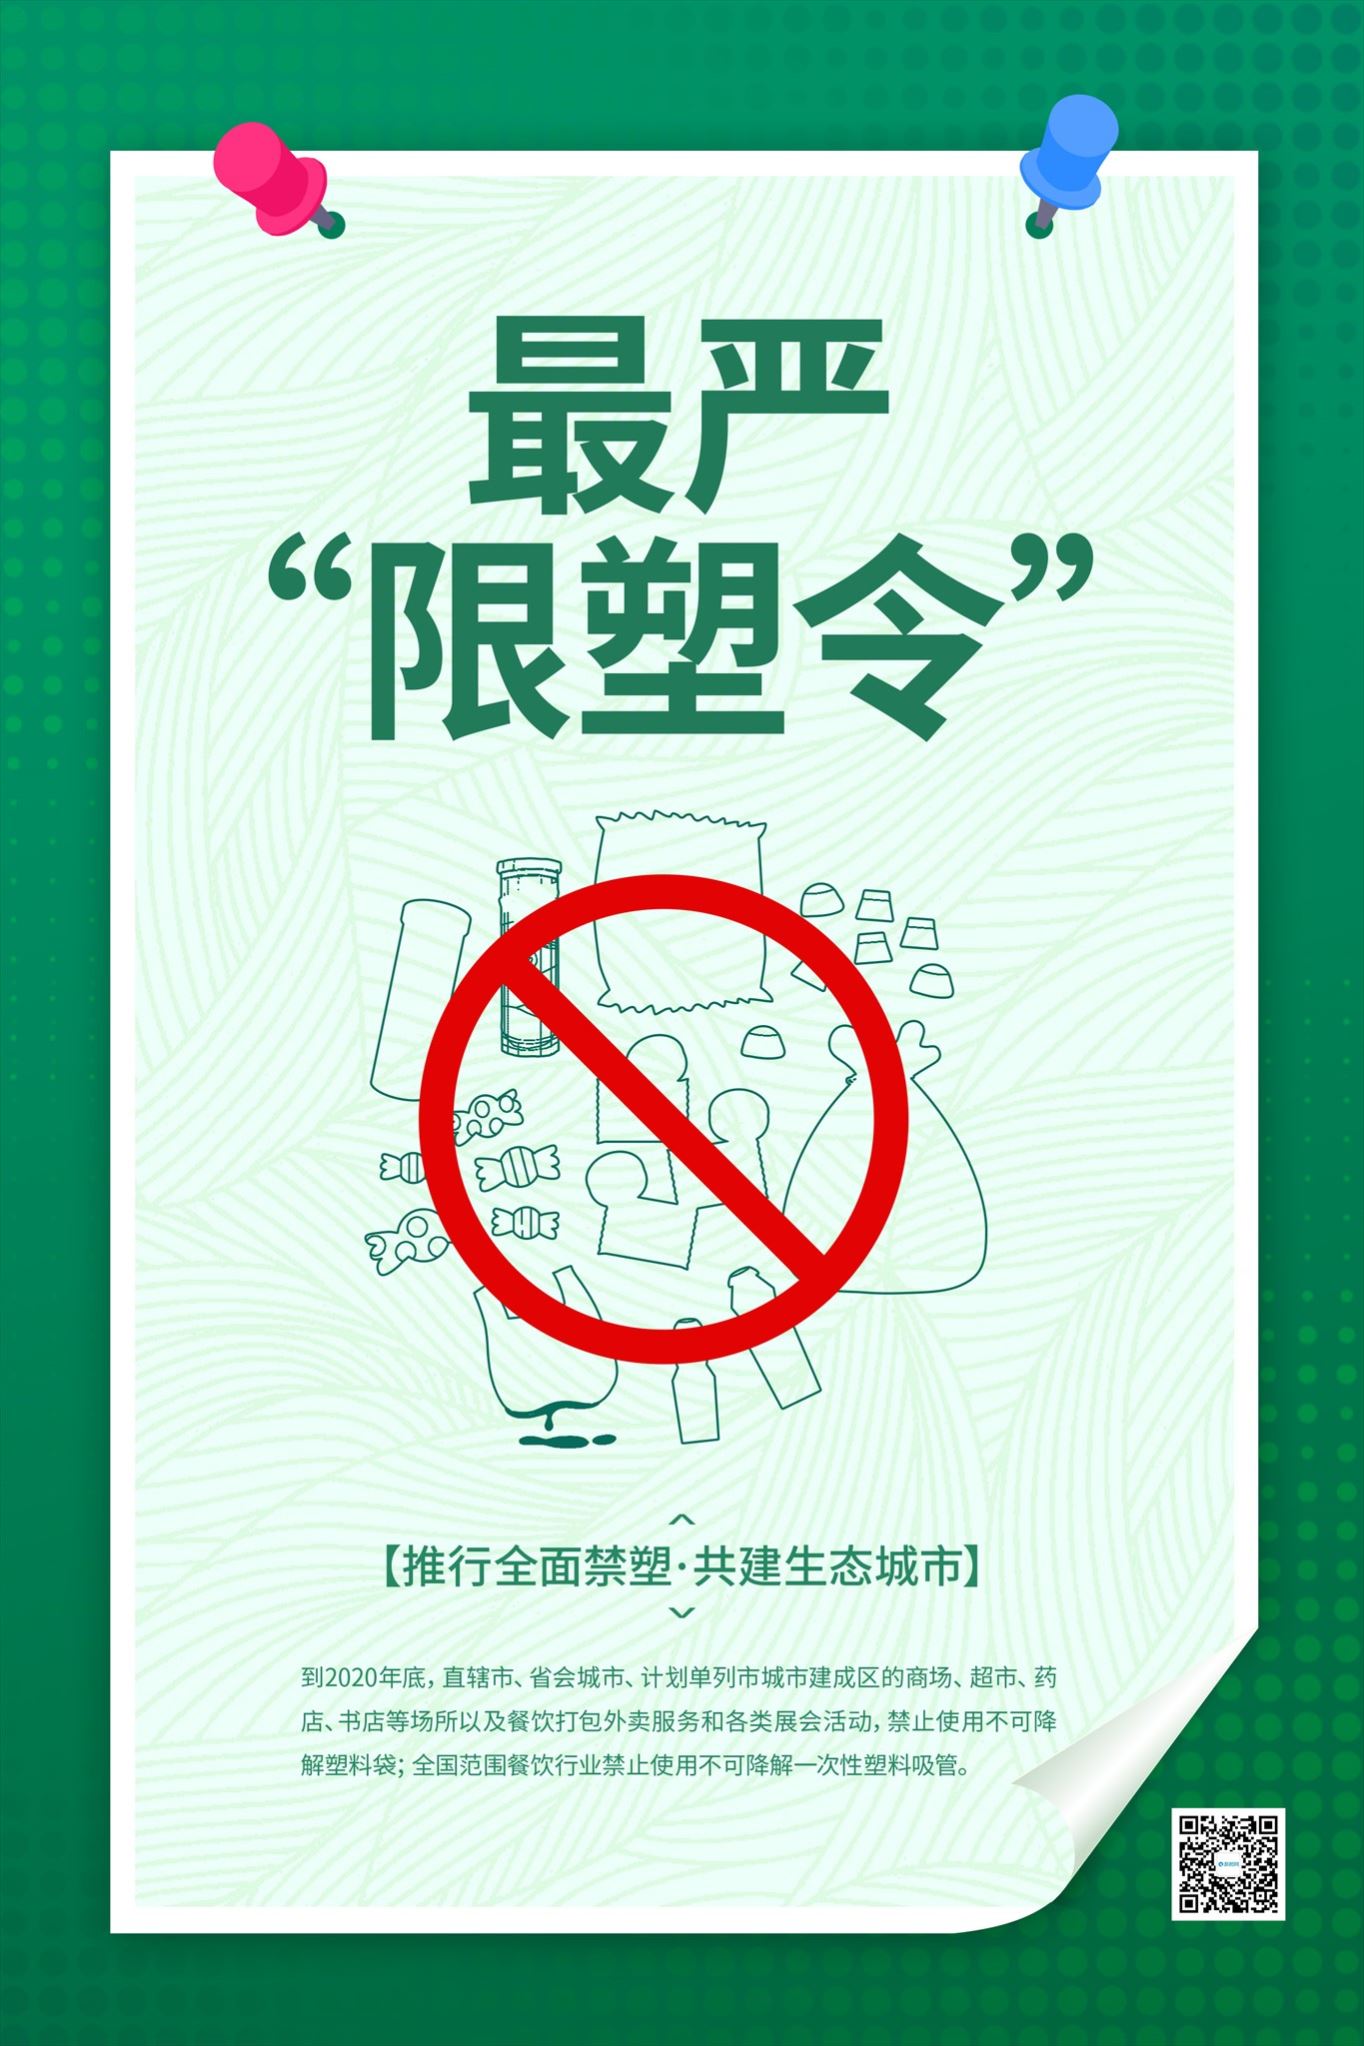 最严
“限塑令”
【推行全面禁塑·共建生态城市】
到2020年底，直辖市、省会城市、计划单列市城市建成区的商场、超市、药
店、书店等场所以及餐饮打包外卖服务和各类展会活动，禁止使用不可降
解塑料袋；全国范围餐饮行业禁止使用不可降解一次性塑料吸管。